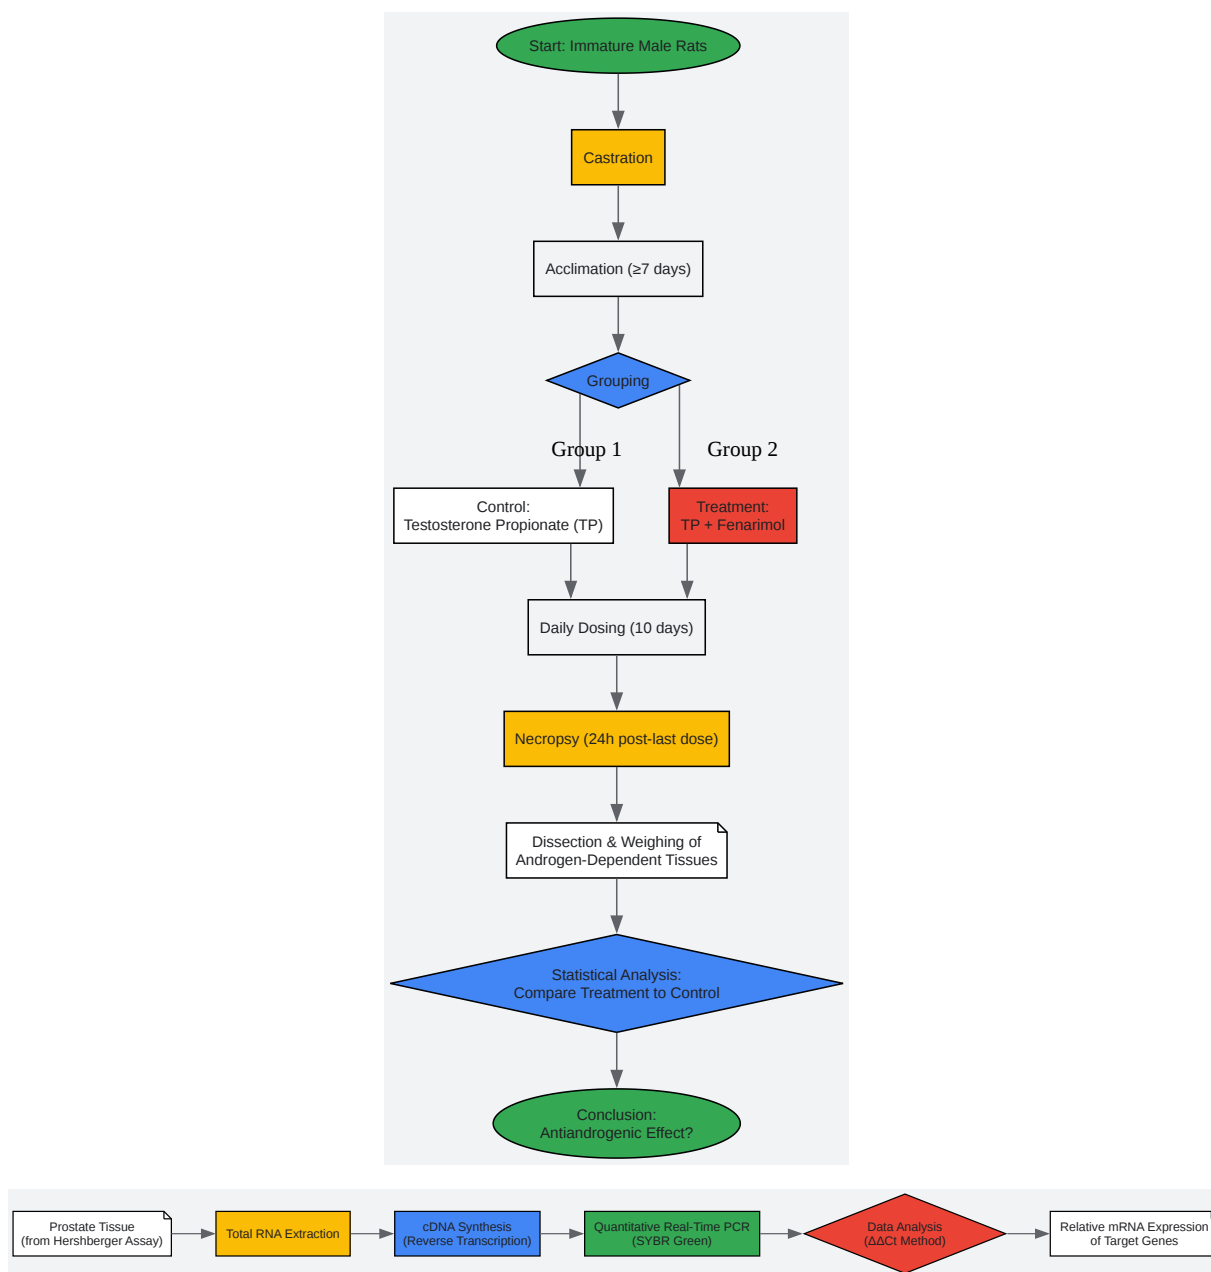 Start: Immature Male Rats
Castration
Acclimation (≥7 days)
Grouping
Group 1
Group 2
Control:
Testosterone Propionate (TP)
Treatment:
TP + Fenarimol
Daily Dosing (10 days)
Necropsy (24h post-last dose)
Dissection & Weighing of
Androgen-Dependent Tissues
Statistical Analysis:
Compare Treatment to Control
Conclusion:
Antiandrogenic Effect?
Prostate Tissue
(from Hershberger Assay)
Total RNA Extraction
cDNA Synthesis
(Reverse Transcription)
Quantitative Real-Time PCR
(SYBR Green)
Data Analysis
(ΔΔCt Method)
Relative mRNA Expression
of Target Genes